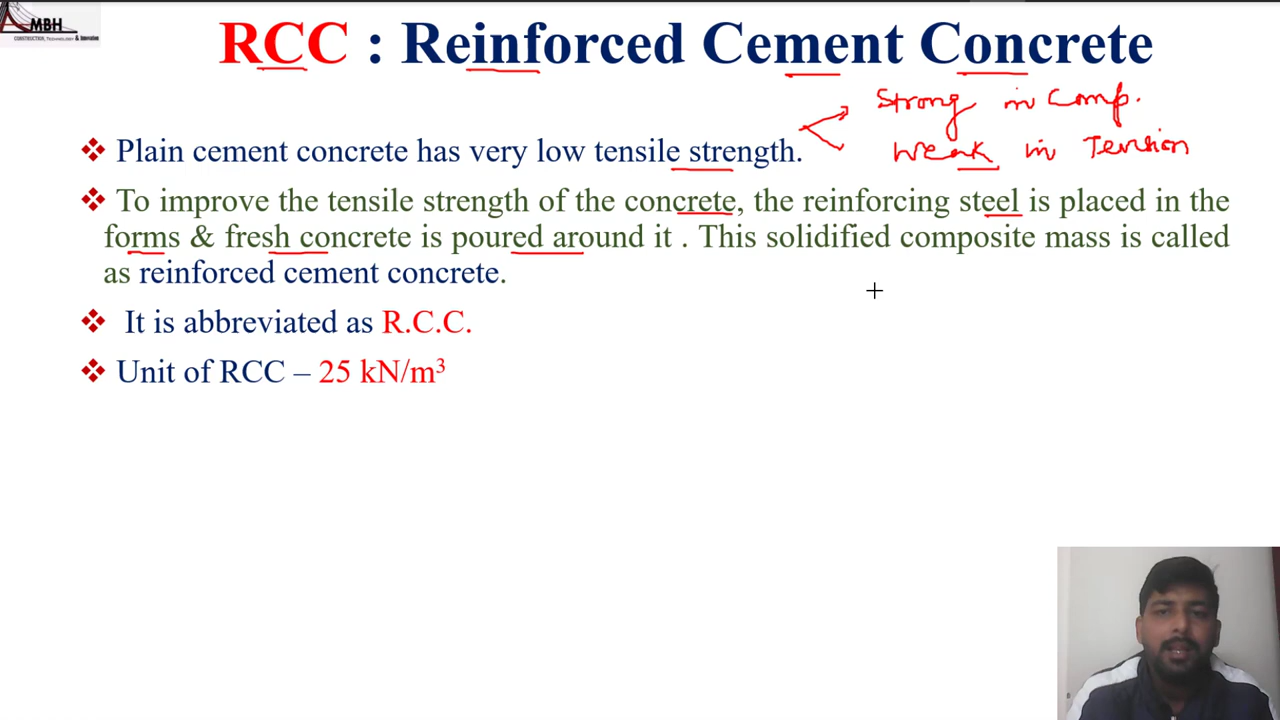 MBH
CONSTRUCTION, TECHNOLOGY & Innovation
RCC : Reinforced Cement Concrete
Strong in Comp.
Weak in Tension
❖ Plain cement concrete has very low tensile strength.
❖ To improve the tensile strength of the concrete, the reinforcing steel is placed in the
forms & fresh concrete is poured around it . This solidified composite mass is called
as reinforced cement concrete.
❖ It is abbreviated as R.C.C.
❖ Unit of RCC – 25 kN/m³